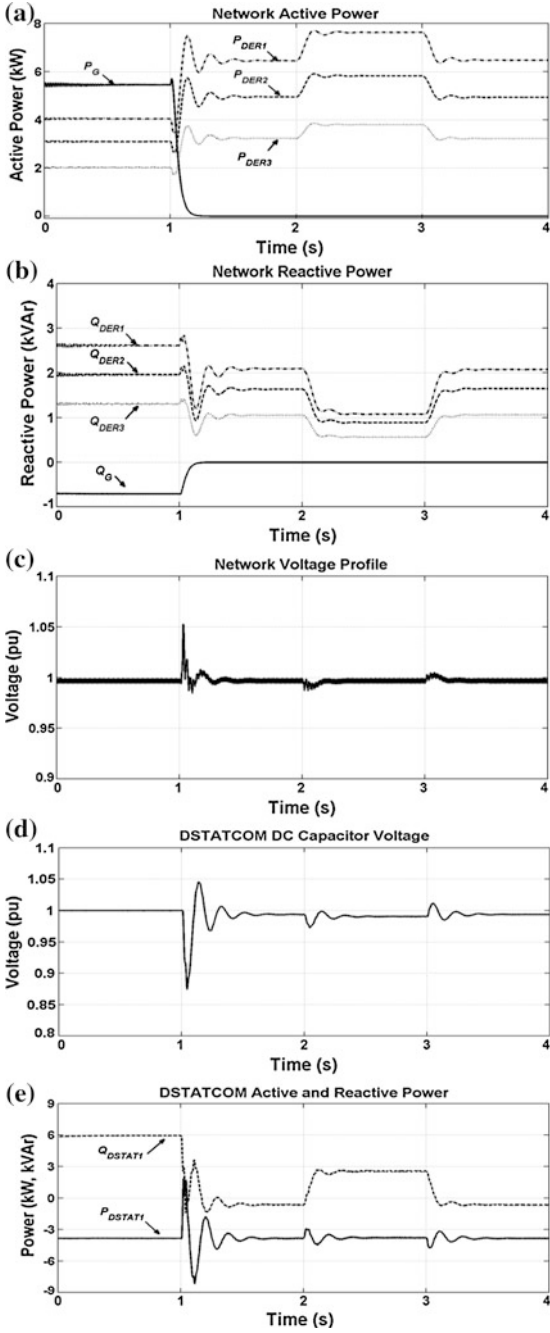 (a)
Network Active Power
Active Power (kW)
8
6
4
2
0
P_G
P_DER1
P_DER2
P_DER3
0 1 2 3 4
Time (s)
(b)
Network Reactive Power
Reactive Power (kVAr)
4
3
2
1
0
-1
Q_DER1
Q_DER2
Q_DER3
Q_G
0 1 2 3 4
Time (s)
(c)
Network Voltage Profile
Voltage (pu)
1.1
1.05
1
0.95
0.9
0 1 2 3 4
Time (s)
(d)
DSTATCOM DC Capacitor Voltage
Voltage (pu)
1.1
1.05
1
0.95
0.9
0.85
0.8
0 1 2 3 4
Time (s)
(e)
DSTATCOM Active and Reactive Power
Power (kW, kVAr)
9
6
3
0
-3
-6
-9
Q_DSTAT1
P_DSTAT1
0 1 2 3 4
Time (s)